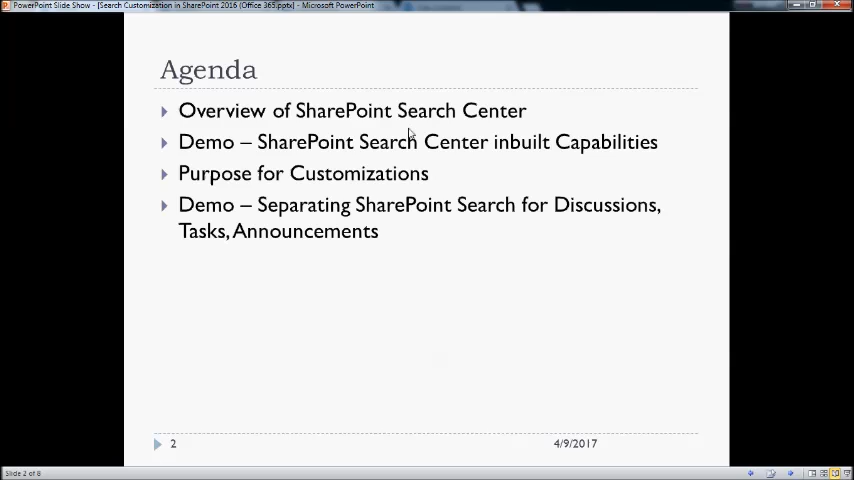 PowerPoint Slide Show - [Search Customization in SharePoint 2016 (Office 365.pptx] - Microsoft PowerPoint
Agenda
Overview of SharePoint Search Center
Demo – SharePoint Search Center inbuilt Capabilities
Purpose for Customizations
Demo – Separating SharePoint Search for Discussions,
Tasks, Announcements
2
4/9/2017
Slide 2 of 8